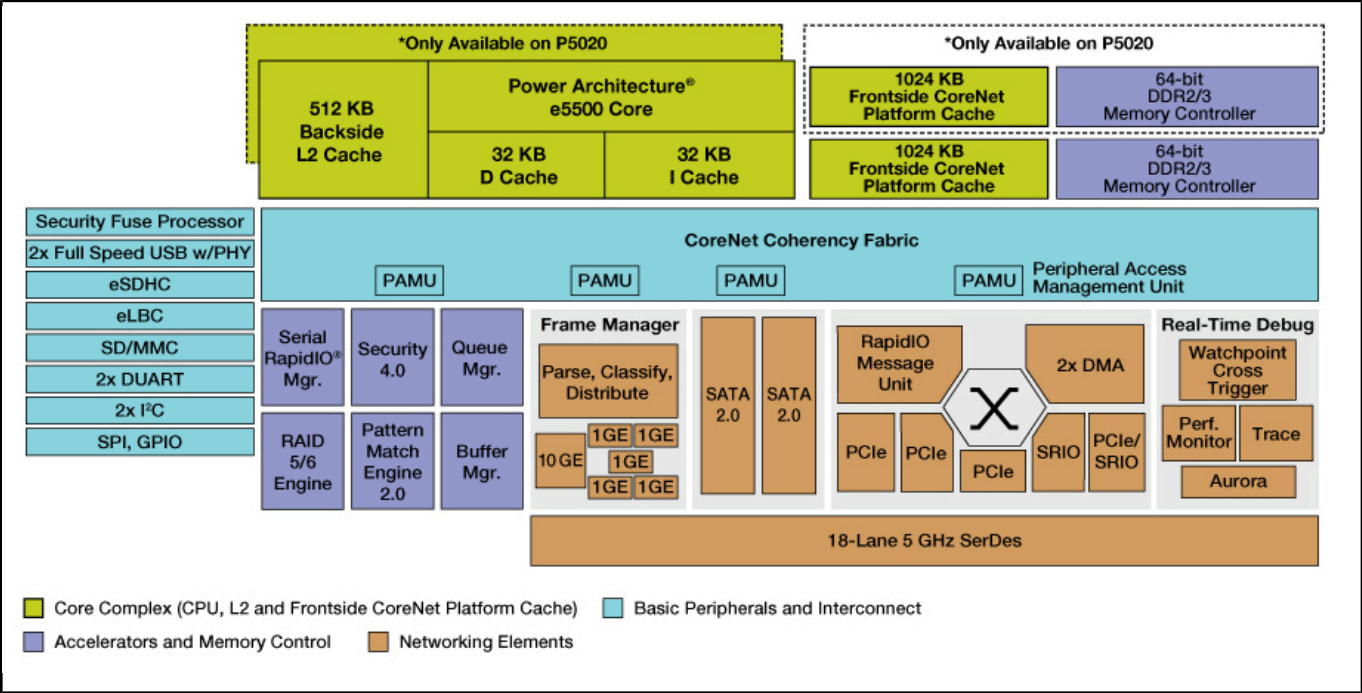 *Only Available on P5020
*Only Available on P5020
512 KB
Backside
L2 Cache
Power Architecture®
e5500 Core
32 KB
D Cache
32 KB
I Cache
1024 KB
Frontside CoreNet
Platform Cache
64-bit
DDR2/3
Memory Controller
1024 KB
Frontside CoreNet
Platform Cache
64-bit
DDR2/3
Memory Controller
Security Fuse Processor
2x Full Speed USB w/PHY
eSDHC
eLBC
SD/MMC
2x DUART
2x I²C
SPI, GPIO
CoreNet Coherency Fabric
PAMU
PAMU
PAMU
PAMU
Peripheral Access
Management Unit
Serial
RapidIO®
Mgr.
Security
4.0
Queue
Mgr.
RAID
5/6
Engine
Pattern
Match
Engine
2.0
Buffer
Mgr.
Frame Manager
Parse, Classify,
Distribute
10 GE
1GE
1GE
1GE
1GE
1GE
SATA
2.0
SATA
2.0
RapidIO
Message
Unit
2x DMA
PCIe
PCIe
PCIe
SRIO
PCIe/
SRIO
Real-Time Debug
Watchpoint
Cross
Trigger
Perf.
Monitor
Trace
Aurora
18-Lane 5 GHz SerDes
Core Complex (CPU, L2 and Frontside CoreNet Platform Cache)
Basic Peripherals and Interconnect
Accelerators and Memory Control
Networking Elements